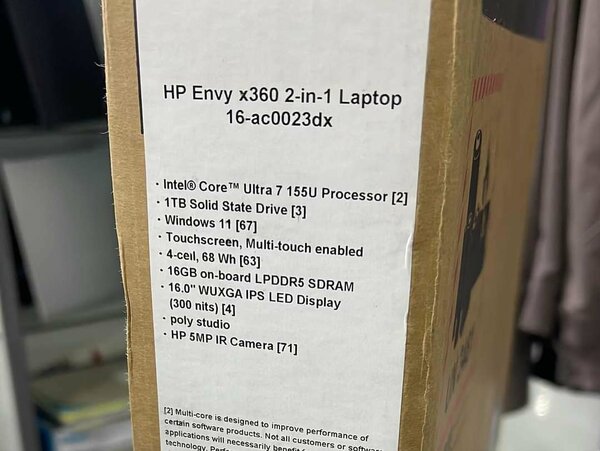 HP Envy x360 2-in-1 Laptop
16-ac0023dx
· Intel® Core™ Ultra 7 155U Processor [2]
· 1TB Solid State Drive [3]
· Windows 11 [67]
· Touchscreen, Multi-touch enabled
· 4-cell, 68 Wh [63]
· 16GB on-board LPDDR5 SDRAM
· 16.0" WUXGA IPS LED Display
(300 nits) [4]
· poly studio
· HP 5MP IR Camera [71]
[2] Multi-core is designed to improve performance of
certain software products. Not all customers or software
applications will necessarily benefit
technology.